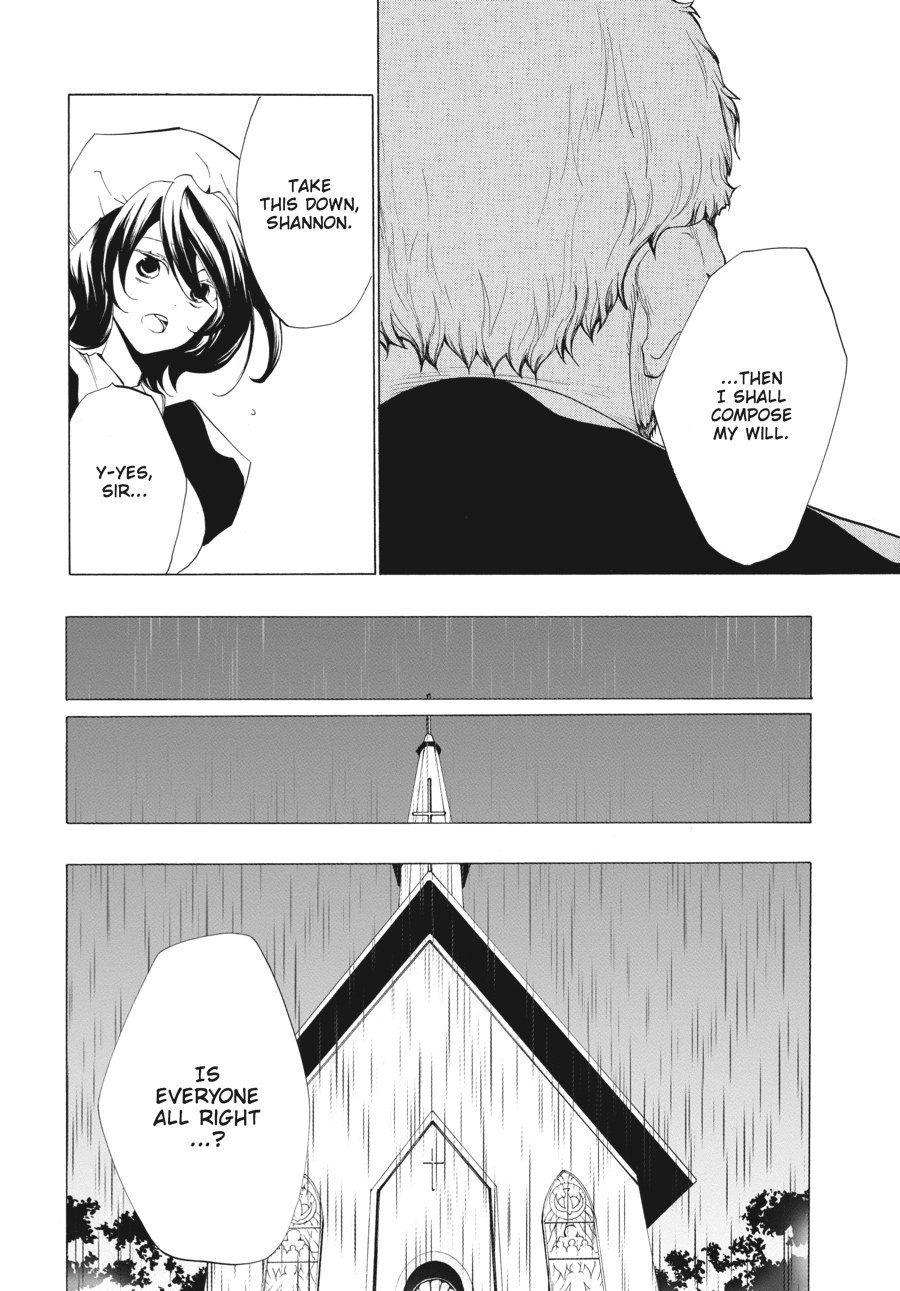 ...THEN
I SHALL
COMPOSE
MY WILL.
TAKE
THIS DOWN,
SHANNON.
Y-YES,
SIR...
IS
EVERYONE
ALL RIGHT
...?